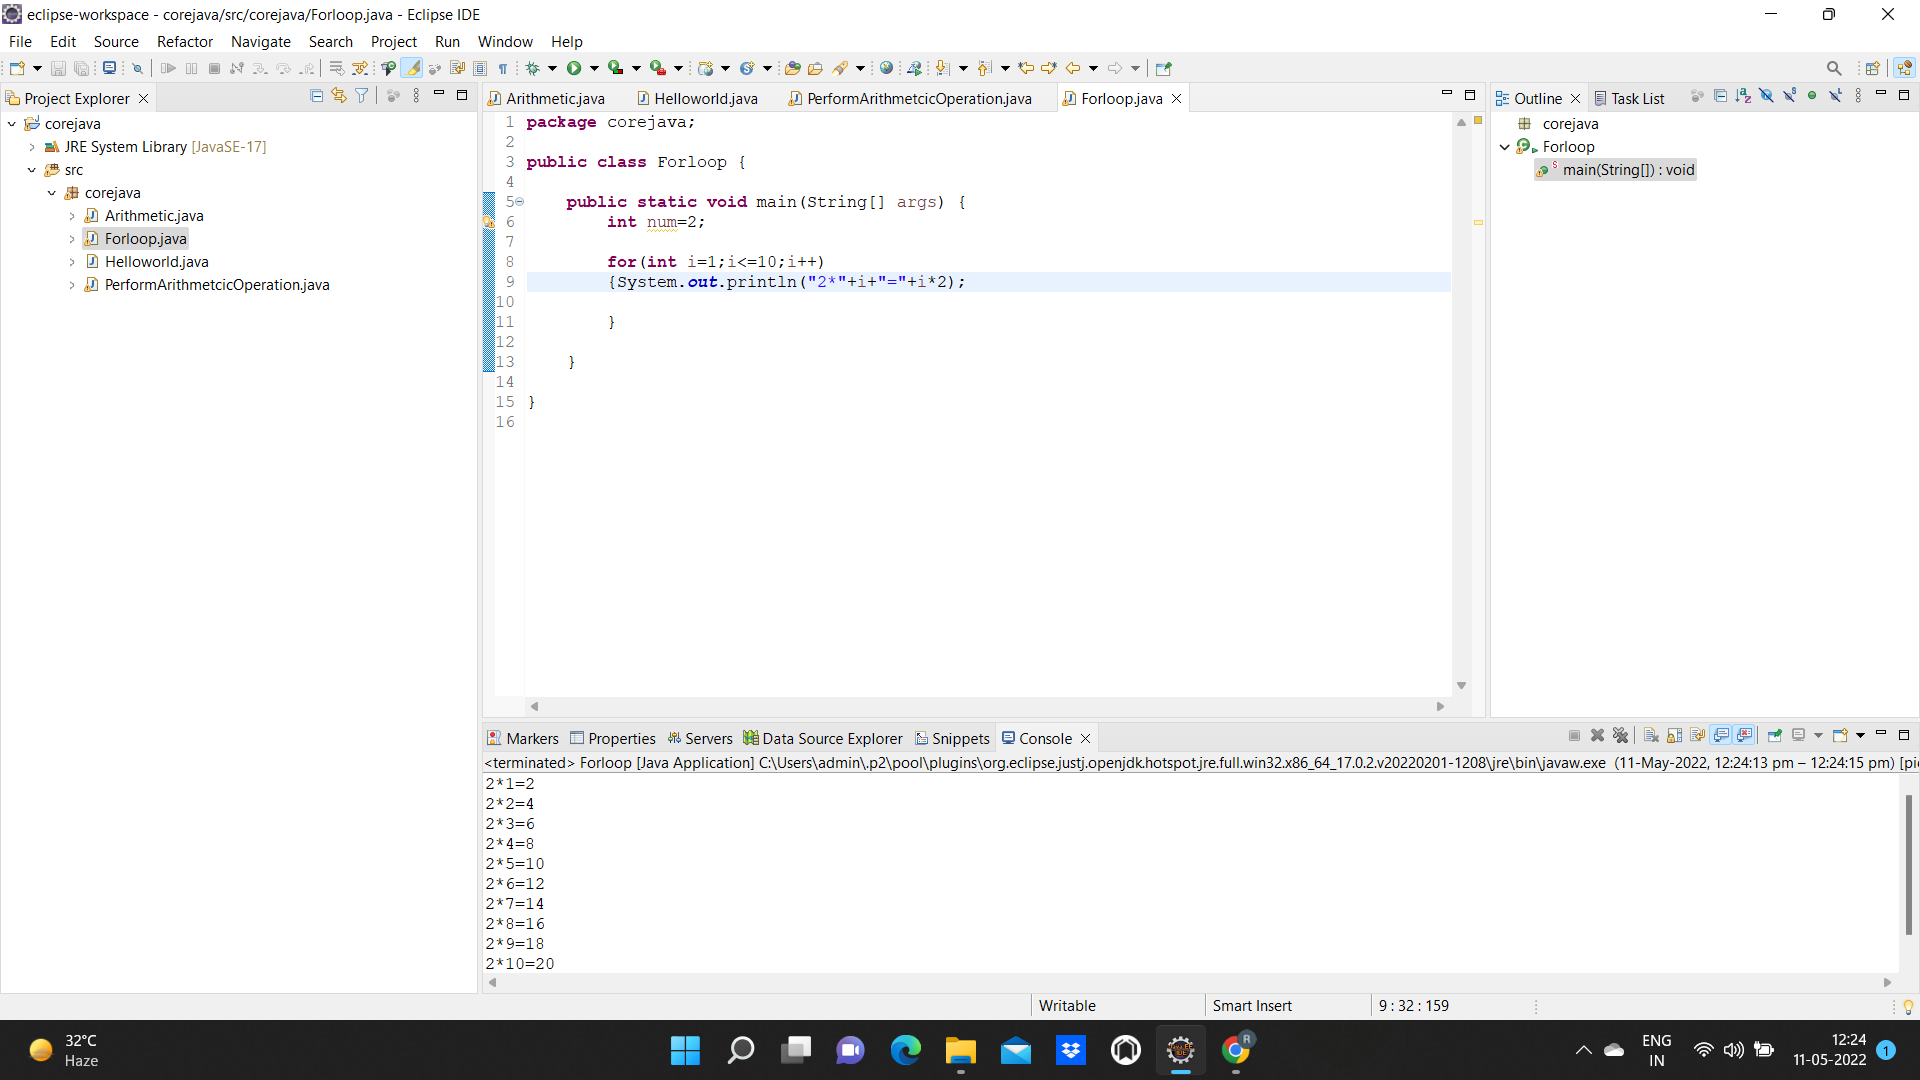 eclipse-workspace - corejava/src/corejava/Forloop.java - Eclipse IDE
File Edit Source Refactor Navigate Search Project Run Window Help
Project Explorer
corejava
JRE System Library [JavaSE-17]
src
corejava
Arithmetic.java
Forloop.java
Helloworld.java
PerformArithmetcicOperation.java
Arithmetic.java Helloworld.java PerformArithmetcicOperation.java Forloop.java
1 package corejava;
2
3 public class Forloop {
4
5 public static void main(String[] args) {
6 int num=2;
7
8 for(int i=1;i<=10;i++)
9 {System.out.println("2*"+i+"="+i*2);
10
11 }
12
13 }
14
15 }
16
Outline Task List
corejava
Forloop
main(String[]) : void
Markers Properties Servers Data Source Explorer Snippets Console
<terminated> Forloop [Java Application] C:\Users\admin\.p2\pool\plugins\org.eclipse.justj.openjdk.hotspot.jre.full.win32.x86_64_17.0.2.v20220201-1208\jre\bin\javaw.exe (11-May-2022, 12:24:13 pm – 12:24:15 pm) [pi
2*1=2
2*2=4
2*3=6
2*4=8
2*5=10
2*6=12
2*7=14
2*8=16
2*9=18
2*10=20
Writable Smart Insert 9 : 32 : 159
32°C
Haze
ENG
IN
12:24
11-05-2022
1